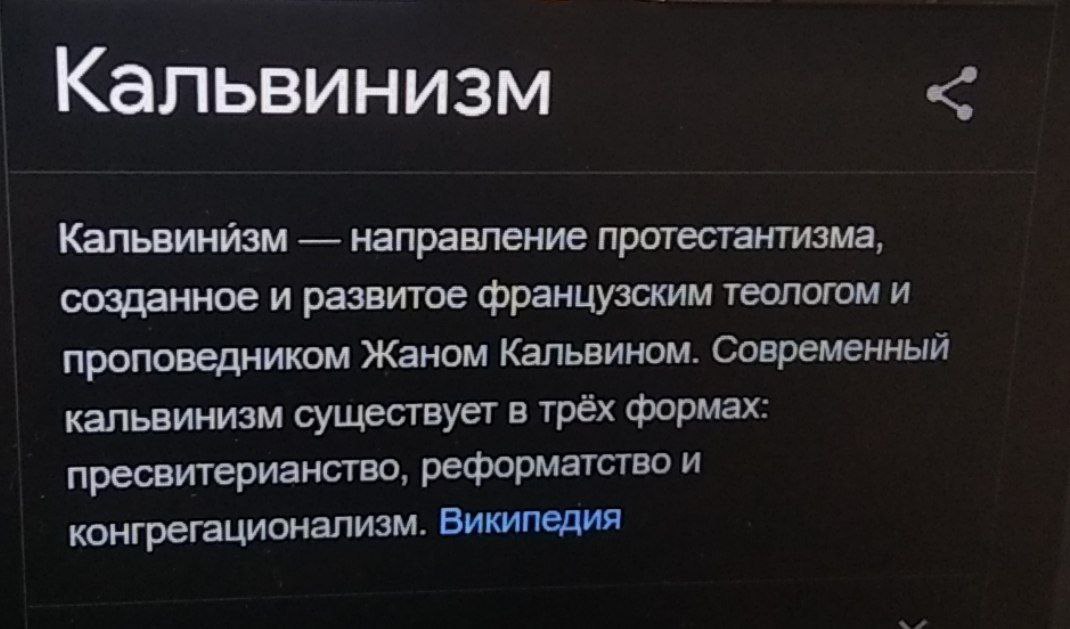 Кальвинизм
Кальвини́зм — направление протестантизма,
созданное и развитое французским теологом и
проповедником Жаном Кальвином. Современный
кальвинизм существует в трёх формах:
пресвитерианство, реформатство и
конгрегационализм. Википедия